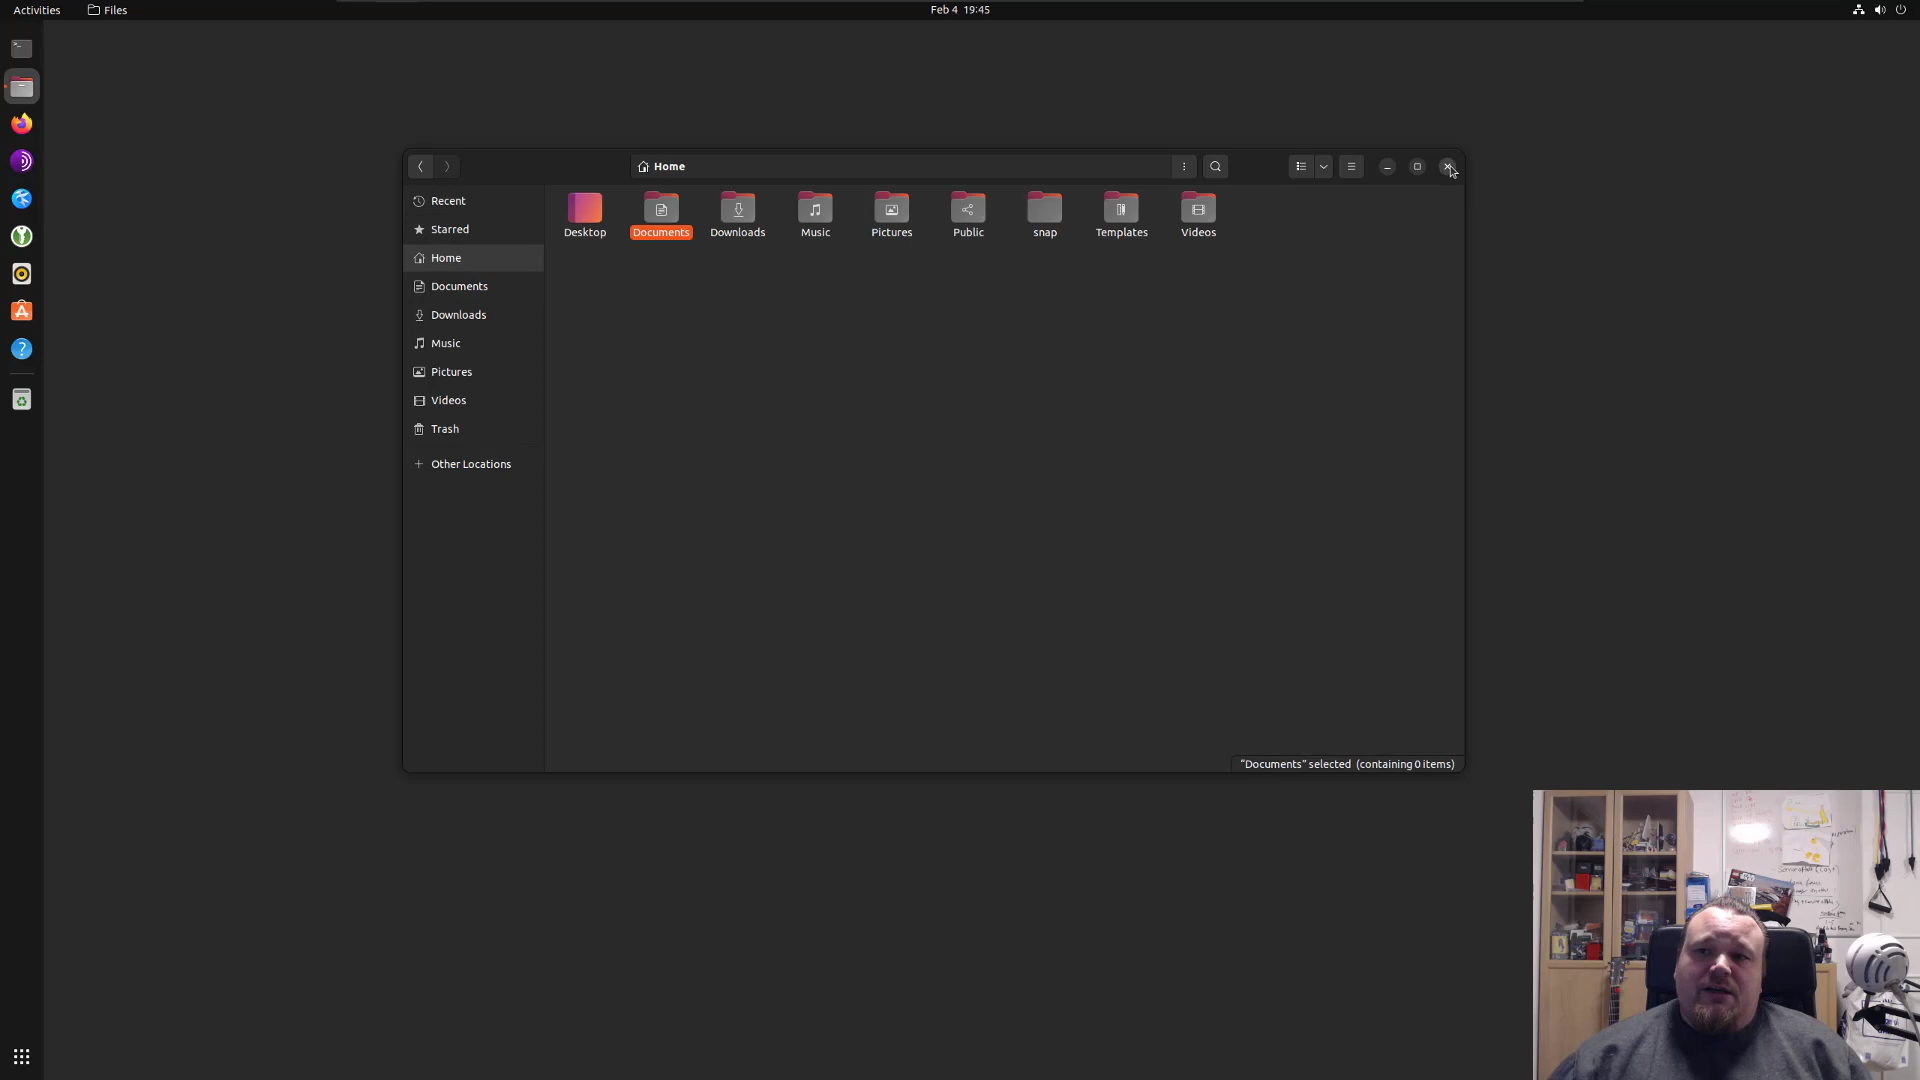 Activities
Files
Feb 4 19:45
Home
Recent
Starred
Home
Documents
Downloads
Music
Pictures
Videos
Trash
Other Locations
Desktop
Documents
Downloads
Music
Pictures
Public
snap
Templates
Videos
“Documents” selected (containing 0 items)